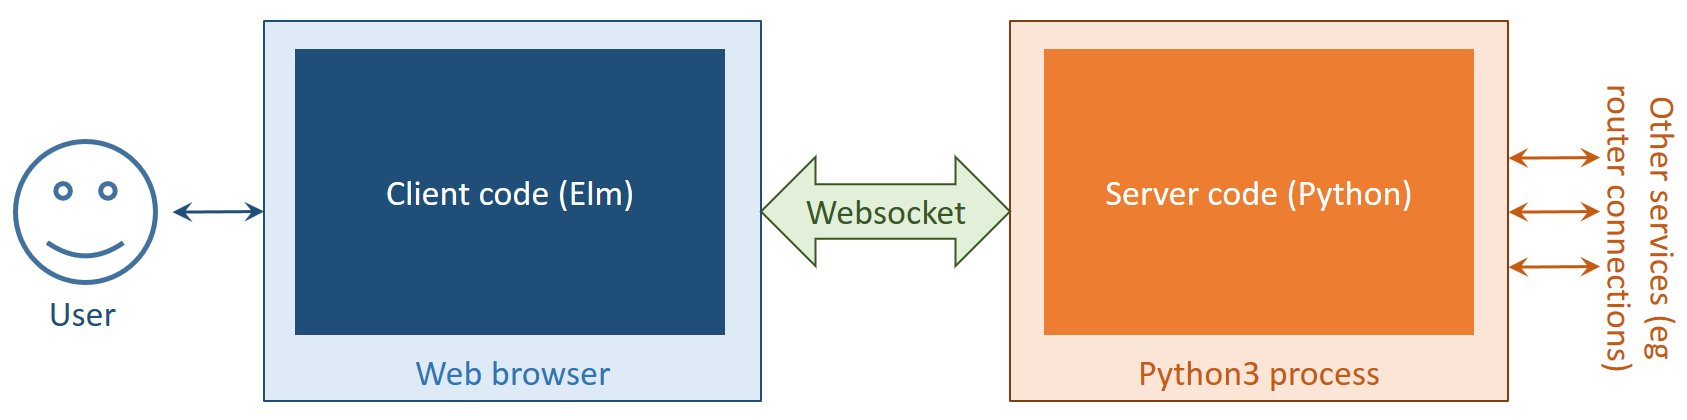 User
Client code (Elm)
Web browser
Websocket
Server code (Python)
Python3 process
Other services (eg
router connections)